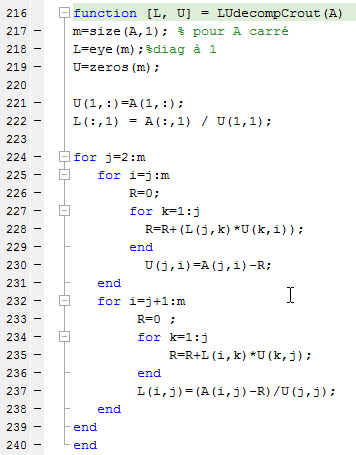 216 function [L, U] = LUdecompCrout(A)
217 m=size(A,1); % pour A carré
218 L=eye(m);%diag à 1
219 U=zeros(m);
220
221 U(1,:)=A(1,:);
222 L(:,1) = A(:,1) / U(1,1);
223
224 for j=2:m
225 for i=j:m
226 R=0;
227 for k=1:j
228 R=R+(L(j,k)*U(k,i));
229 end
230 U(j,i)=A(j,i)-R;
231 end
232 for i=j+1:m
233 R=0 ;
234 for k=1:j
235 R=R+L(i,k)*U(k,j);
236 end
237 L(i,j)=(A(i,j)-R)/U(j,j);
238 end
239 end
240 end